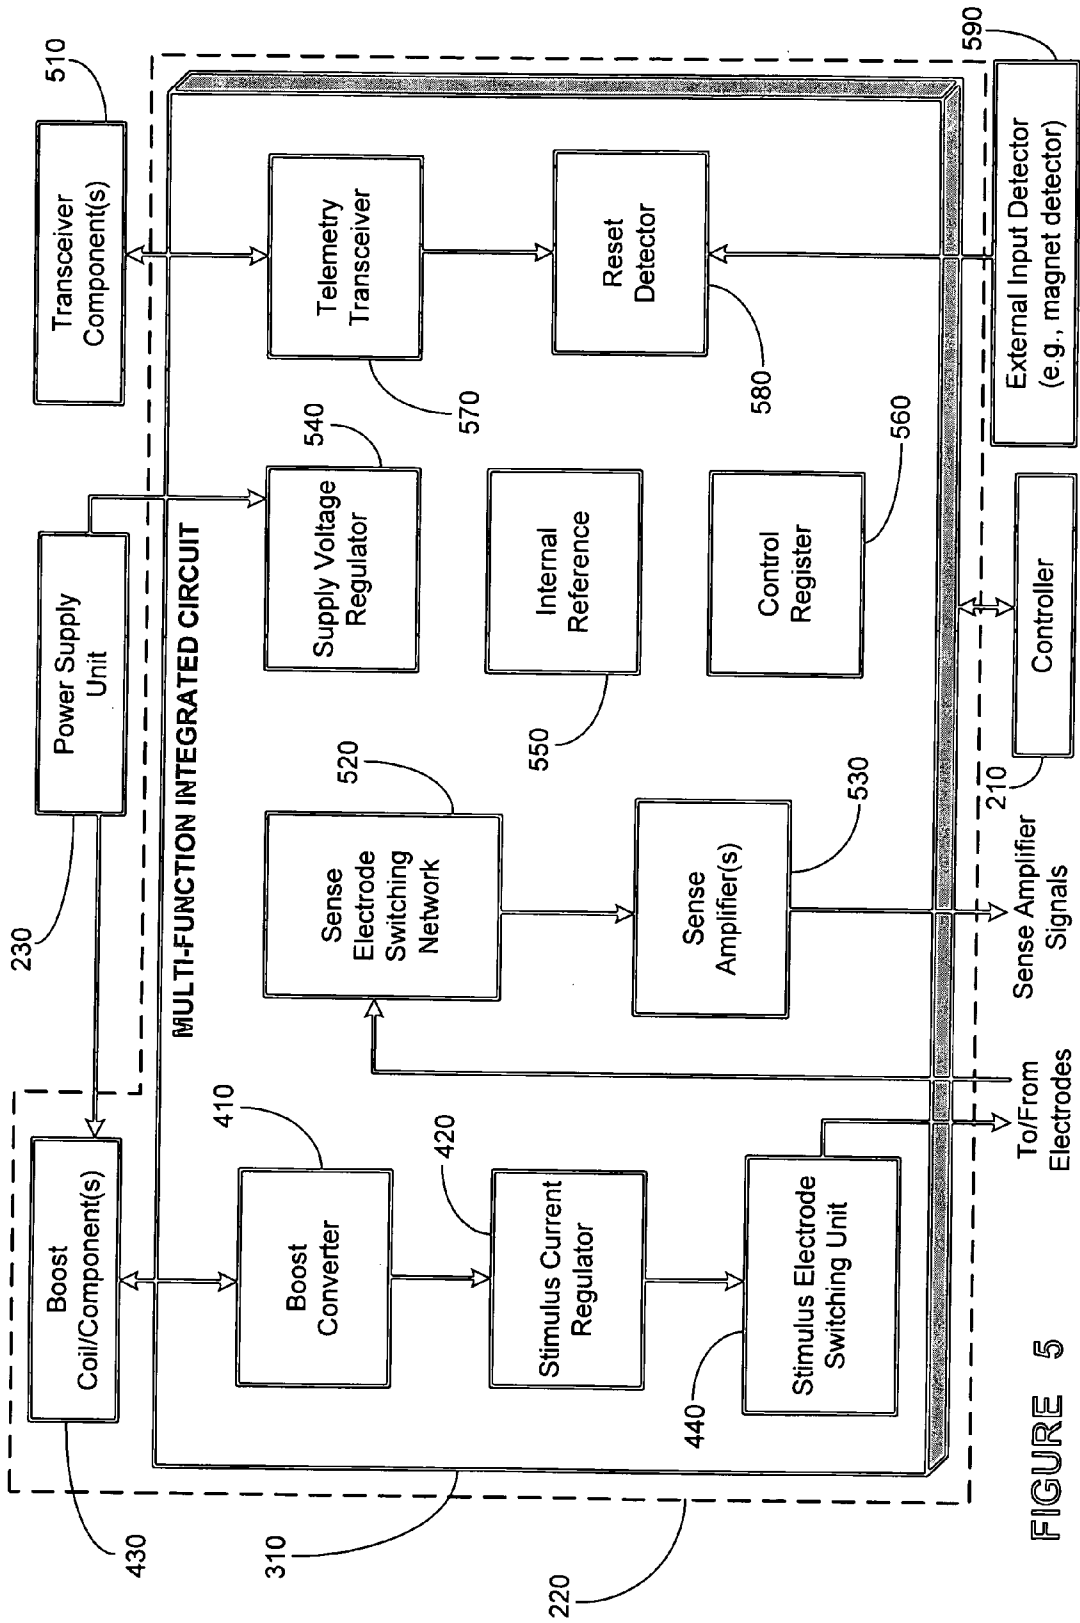 430
Boost
Coil/Component(s)
230
Power Supply
Unit
510
Transceiver
Component(s)
MULTI-FUNCTION INTEGRATED CIRCUIT
410
Boost
Converter
520
Sense
Electrode
Switching
Network
540
Supply Voltage
Regulator
Telemetry
Transceiver
570
420
Stimulus Current
Regulator
550
Internal
Reference
Reset
Detector
580
530
Sense
Amplifier(s)
560
Control
Register
440
Stimulus Electrode
Switching Unit
310
220
To/From
Electrodes
Sense Amplifier
Signals
210
Controller
590
External Input Detector
(e.g., magnet detector)
FIGURE 5